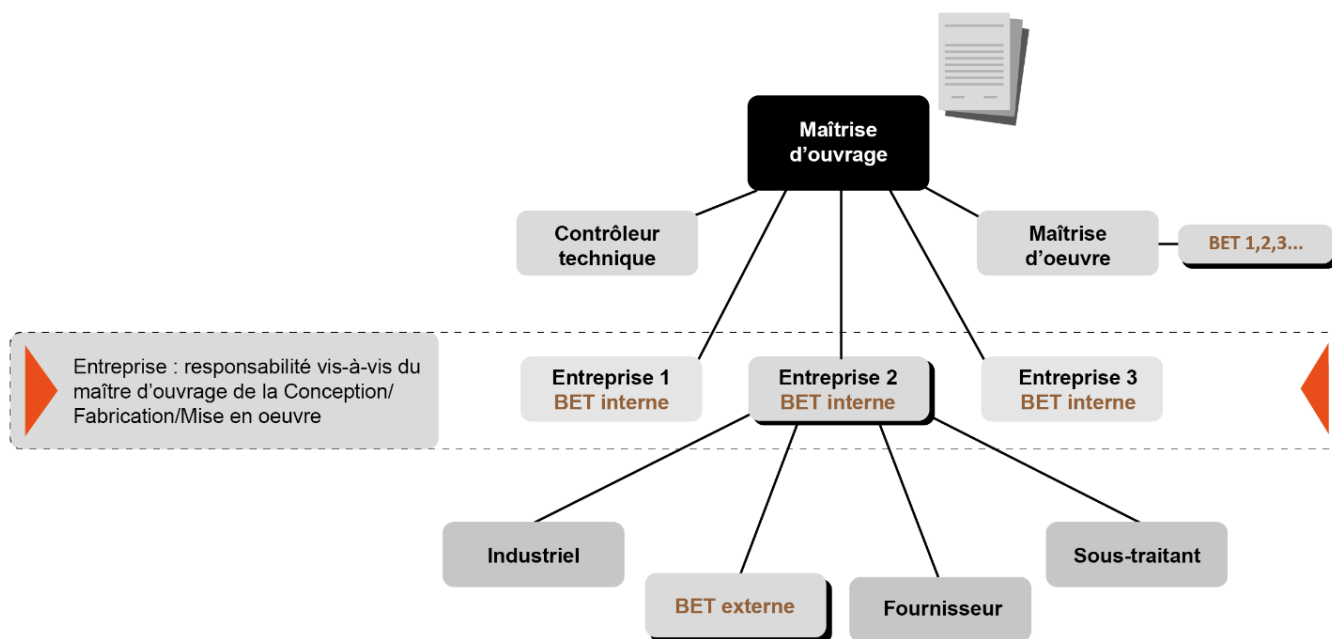 Maîtrise
d’ouvrage
Contrôleur
technique
Maîtrise
d’oeuvre
BET 1,2,3...
Entreprise : responsabilité vis-à-vis du
maître d’ouvrage de la Conception/
Fabrication/Mise en oeuvre
Entreprise 1
BET interne
Entreprise 2
BET interne
Entreprise 3
BET interne
Industriel
Sous-traitant
BET externe
Fournisseur